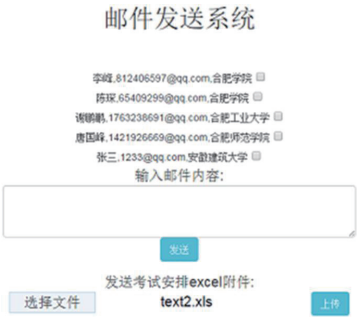 邮件发送系统
李峰,812406597@qq.com,合肥学院
陈琛,65409299@qq.com,合肥学院
谢鹏鹏,1763238691@qq.com,合肥工业大学
唐国峰,1421926669@qq.com,合肥师范学院
张三,1233@qq.com,安徽建筑大学
输入邮件内容:
发送
发送考试安排excel附件:
选择文件 text2.xls 上传